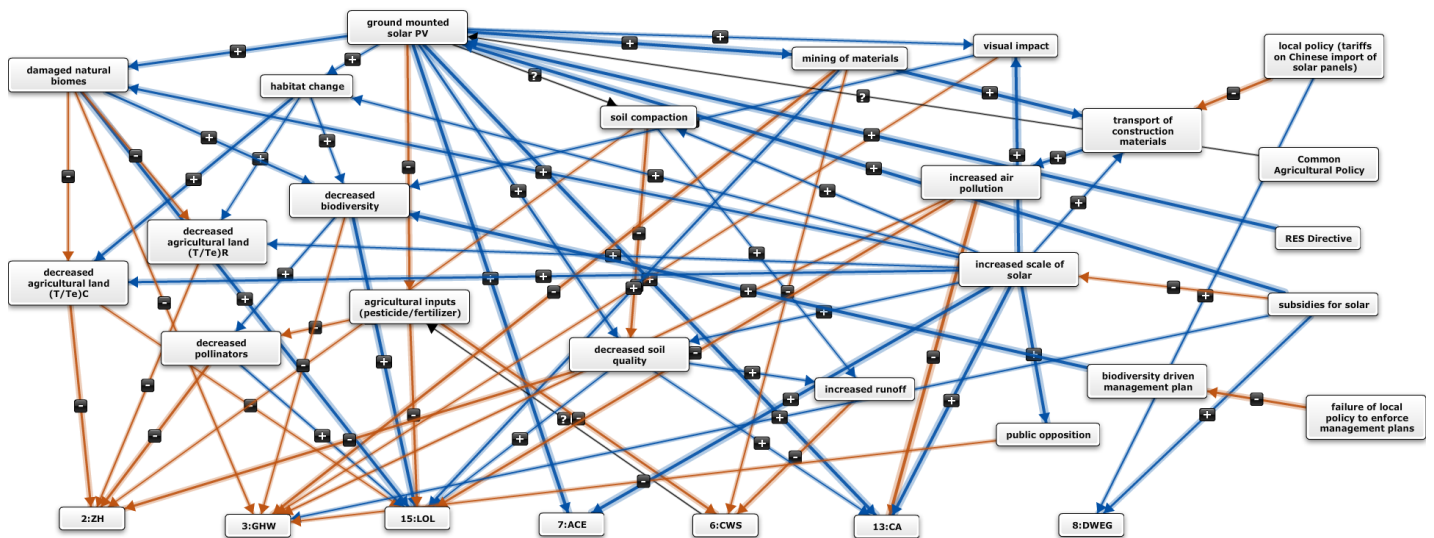 ground mounted
solar PV
visual impact
mining of materials
local policy (tariffs
on Chinese import of
solar panels)
damaged natural
biomes
habitat change
soil compaction
transport of
construction
materials
Common
Agricultural Policy
increased air
pollution
decreased
biodiversity
decreased
agricultural land
(T/Te)R
RES Directive
decreased
agricultural land
(T/Te)C
increased scale of
solar
agricultural inputs
(pesticide/fertilizer)
subsidies for solar
decreased
pollinators
decreased soil
quality
increased runoff
biodiversity driven
management plan
failure of local
policy to enforce
management plans
public opposition
2:ZH
3:GHW
15:LOL
7:ACE
6:CWS
13:CA
8:DWEG